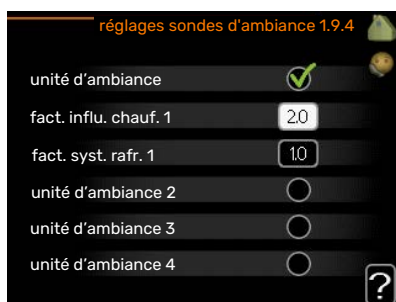 réglages sondes d'ambiance 1.9.4
unité d'ambiance
fact. influ. chauf. 1 2.0
fact. syst. rafr. 1 1.0
unité d'ambiance 2
unité d'ambiance 3
unité d'ambiance 4
?